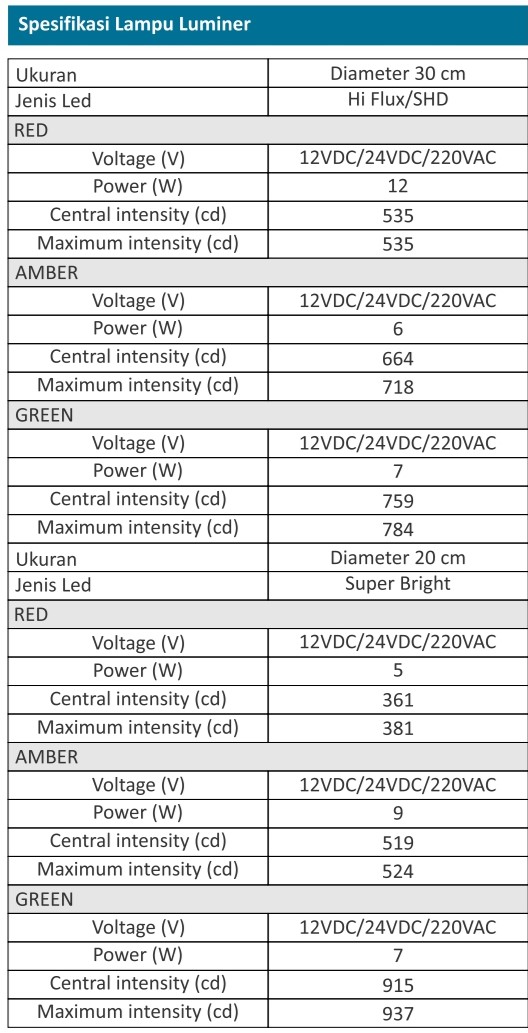 Spesifikasi Lampu Luminer
Ukuran Diameter 30 cm
Jenis Led Hi Flux/SHD
RED
Voltage (V) 12VDC/24VDC/220VAC
Power (W) 12
Central intensity (cd) 535
Maximum intensity (cd) 535
AMBER
Voltage (V) 12VDC/24VDC/220VAC
Power (W) 6
Central intensity (cd) 664
Maximum intensity (cd) 718
GREEN
Voltage (V) 12VDC/24VDC/220VAC
Power (W) 7
Central intensity (cd) 759
Maximum intensity (cd) 784
Ukuran Diameter 20 cm
Jenis Led Super Bright
RED
Voltage (V) 12VDC/24VDC/220VAC
Power (W) 5
Central intensity (cd) 361
Maximum intensity (cd) 381
AMBER
Voltage (V) 12VDC/24VDC/220VAC
Power (W) 9
Central intensity (cd) 519
Maximum intensity (cd) 524
GREEN
Voltage (V) 12VDC/24VDC/220VAC
Power (W) 7
Central intensity (cd) 915
Maximum intensity (cd) 937